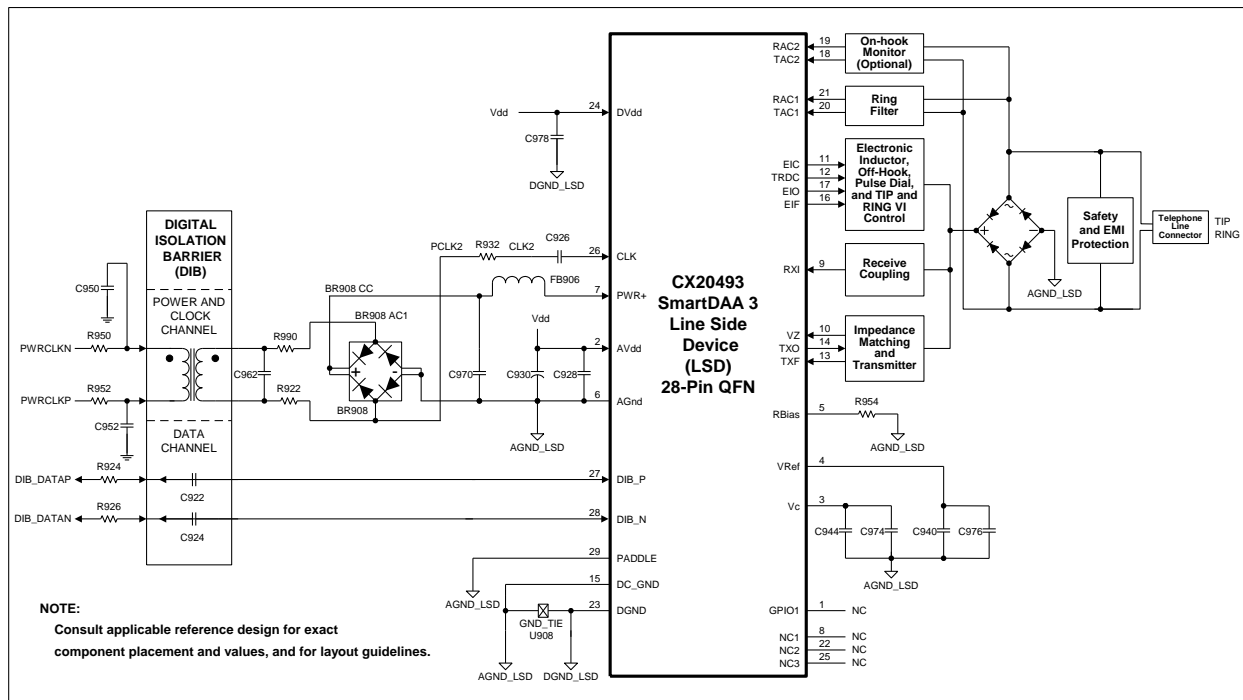 DIGITAL
ISOLATION
BARRIER
(DIB)
POWER AND
CLOCK
CHANNEL
DATA
CHANNEL
C950
R950
PWRCLKN
R952
PWRCLKP
C952
R924
DIB_DATAP
C922
R926
DIB_DATAN
C924
C962
R990
R922
BR908 CC
BR908 AC1
+
-
BR908
PCLK2
R932
CLK2
C926
FB906
C970
Vdd
C930
C928
AGND_LSD
Vdd
C978
DGND_LSD
24
DVdd
26
CLK
7
PWR+
2
AVdd
6
AGnd
27
DIB_P
28
DIB_N
29
PADDLE
15
DC_GND
23
DGND
AGND_LSD
GND_TIE
U908
AGND_LSD
DGND_LSD
CX20493
SmartDAA 3
Line Side
Device
(LSD)
28-Pin QFN
RAC2
19
TAC2
18
On-hook
Monitor
(Optional)
RAC1
21
TAC1
20
Ring
Filter
EIC
11
TRDC
12
EIO
17
EIF
16
Electronic
Inductor,
Off-Hook,
Pulse Dial,
and TIP and
RING VI
Control
RXI
9
Receive
Coupling
VZ
10
TXO
14
TXF
13
Impedance
Matching
and
Transmitter
RBias
5
R954
AGND_LSD
VRef
4
Vc
3
C944
C974
C940
C976
AGND_LSD
GPIO1
1
NC
NC1
8
NC
NC2
22
NC
NC3
25
NC
~
+
-
~
AGND_LSD
Safety
and EMI
Protection
Telephone
Line
Connector
TIP
RING
NOTE:
Consult applicable reference design for exact
component placement and values, and for layout guidelines.